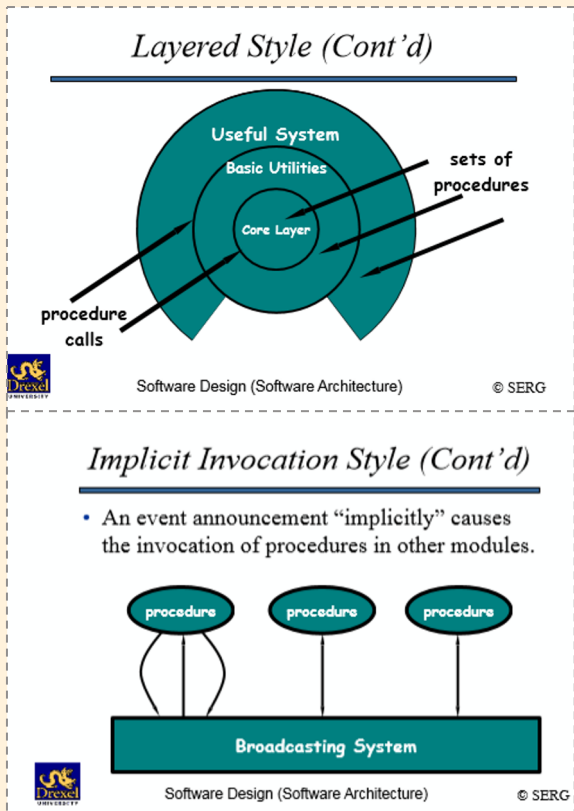 Layered Style (Cont’d)
Useful System
Basic Utilities
Core Layer
sets of
procedures
procedure
calls
Drexel
UNIVERSITY
Software Design (Software Architecture)
© SERG
Implicit Invocation Style (Cont’d)
• An event announcement “implicitly” causes
the invocation of procedures in other modules.
procedure
procedure
procedure
Broadcasting System
Drexel
UNIVERSITY
Software Design (Software Architecture)
© SERG